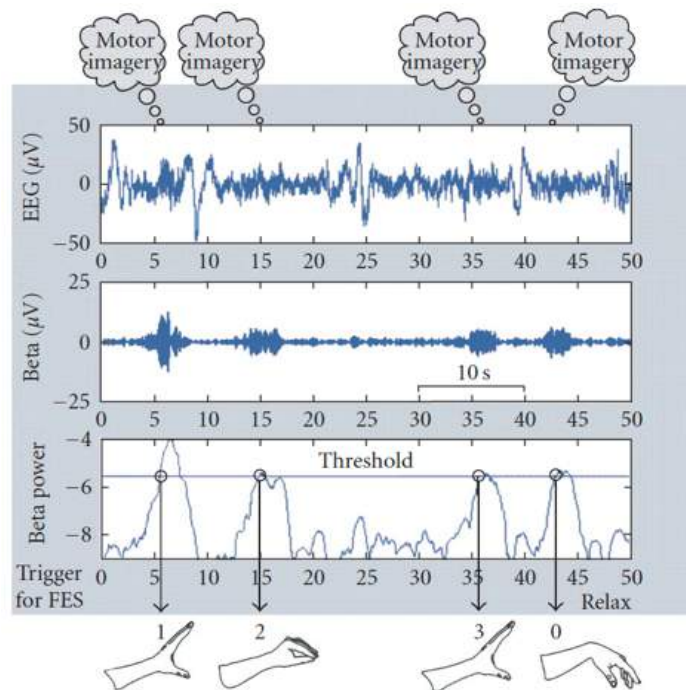 Motor
imagery
Motor
imagery
Motor
imagery
Motor
imagery
50
0
−50
EEG (μV)
0 5 10 15 20 25 30 35 40 45 50
25
0
−25
Beta (μV)
10 s
0 5 10 15 20 25 30 35 40 45 50
−4
−6
−8
Beta power
Threshold
0 5 10 15 20 25 30 35 40 45 50
Trigger
for FES
Relax
1 2 3 0